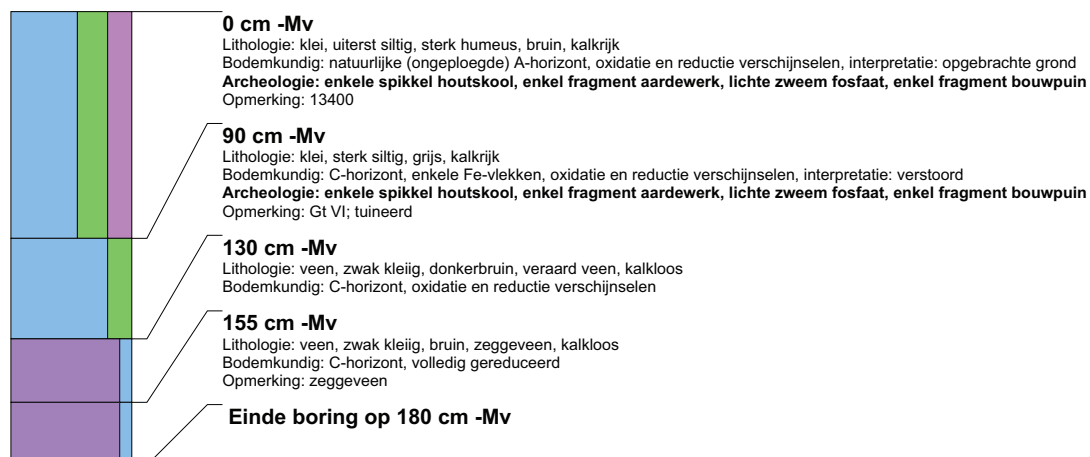 0 cm -Mv
Lithologie: klei, uiterst siltig, sterk humeus, bruin, kalkrijk
Bodemkundig: natuurlijke (ongeploegde) A-horizont, oxidatie en reductie verschijnselen, interpretatie: opgebrachte grond
Archeologie: enkele spikkel houtskool, enkel fragment aardewerk, lichte zweem fosfaat, enkel fragment bouwpuin
Opmerking: 13400
90 cm -Mv
Lithologie: klei, sterk siltig, grijs, kalkrijk
Bodemkundig: C-horizont, enkele Fe-vlekken, oxidatie en reductie verschijnselen, interpretatie: verstoord
Archeologie: enkele spikkel houtskool, enkel fragment aardewerk, lichte zweem fosfaat, enkel fragment bouwpuin
Opmerking: Gt VI; tuineerd
130 cm -Mv
Lithologie: veen, zwak kleiig, donkerbruin, veraard veen, kalkloos
Bodemkundig: C-horizont, oxidatie en reductie verschijnselen
155 cm -Mv
Lithologie: veen, zwak kleiig, bruin, zeggeveen, kalkloos
Bodemkundig: C-horizont, volledig gereduceerd
Opmerking: zeggeveen
Einde boring op 180 cm -Mv